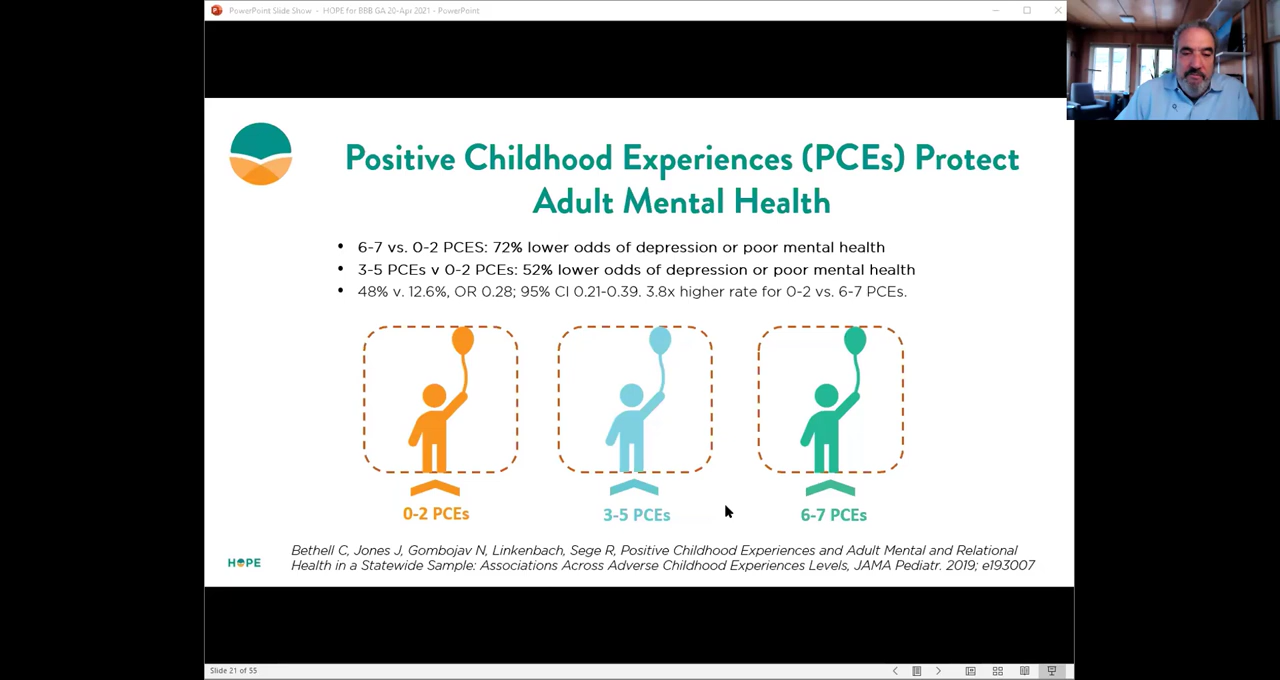 PowerPoint Slide Show - HOPE for BBB GA 20-Apr 2021 - PowerPoint
Positive Childhood Experiences (PCEs) Protect
Adult Mental Health
• 6-7 vs. 0-2 PCES: 72% lower odds of depression or poor mental health
• 3-5 PCEs v 0-2 PCEs: 52% lower odds of depression or poor mental health
• 48% v. 12.6%, OR 0.28; 95% CI 0.21-0.39. 3.8x higher rate for 0-2 vs. 6-7 PCEs.
0-2 PCEs
3-5 PCEs
6-7 PCEs
Bethell C, Jones J, Gombojav N, Linkenbach, Sege R, Positive Childhood Experiences and Adult Mental and Relational
Health in a Statewide Sample: Associations Across Adverse Childhood Experiences Levels, JAMA Pediatr. 2019; e193007
HOPE
Slide 21 of 55